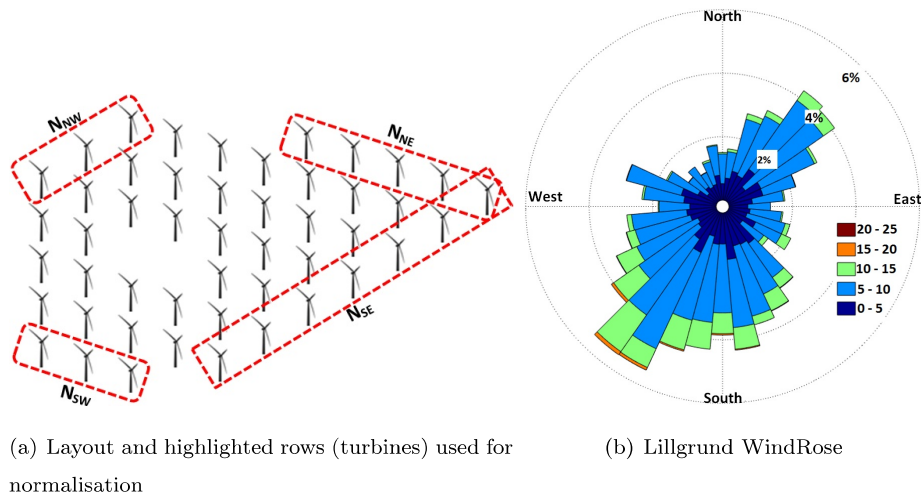 N_NW
N_NE
N_SE
N_SW
North
6%
4%
2%
West
East
20 - 25
15 - 20
10 - 15
5 - 10
0 - 5
South
(a) Layout and highlighted rows (turbines) used for
normalisation
(b) Lillgrund WindRose